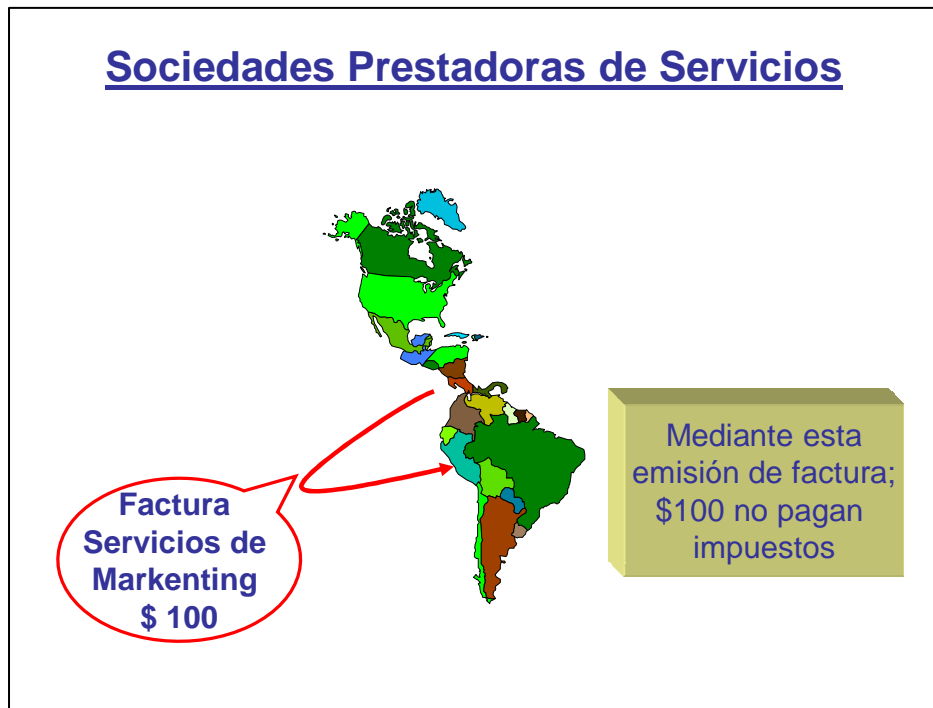 Sociedades Prestadoras de Servicios
Factura
Servicios de
Markenting
$ 100
Mediante esta
emisión de factura;
$100 no pagan
impuestos